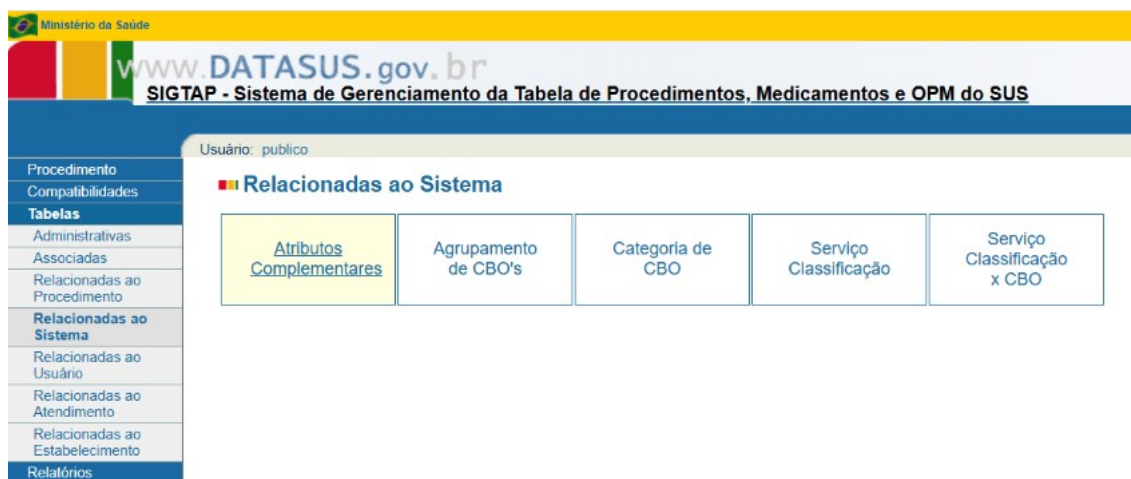 Ministério da Saúde
www.DATASUS.gov.br
SIGTAP - Sistema de Gerenciamento da Tabela de Procedimentos, Medicamentos e OPM do SUS
Usuário: publico
Procedimento
Compatibilidades
Tabelas
Administrativas
Associadas
Relacionadas ao
Procedimento
Relacionadas ao
Sistema
Relacionadas ao
Usuário
Relacionadas ao
Atendimento
Relacionadas ao
Estabelecimento
Relatórios
Relacionadas ao Sistema
Atributos
Complementares
Agrupamento
de CBO's
Categoria de
CBO
Serviço
Classificação
Serviço
Classificação
x CBO